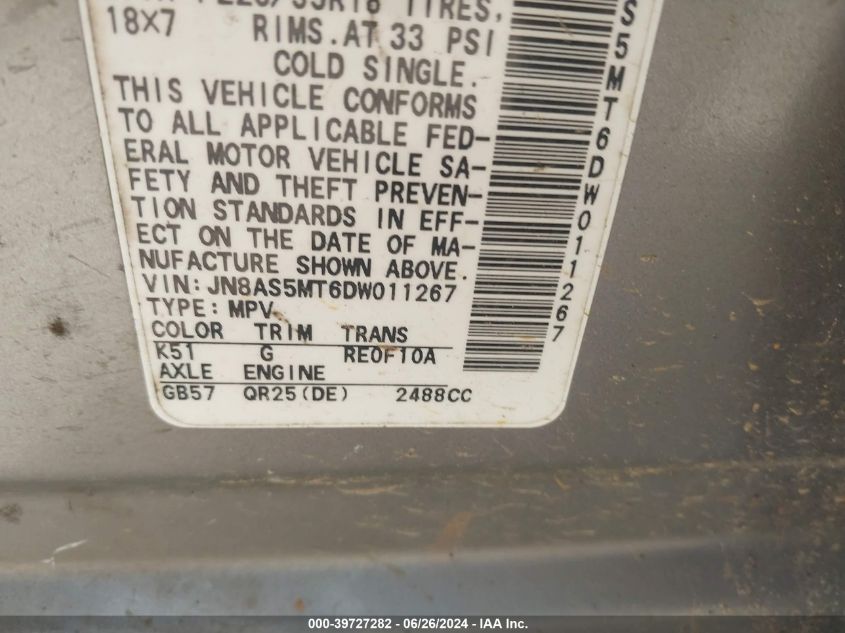 TIRES,
18X7 RIMS.AT 33 PSI
COLD SINGLE.
THIS VEHICLE CONFORMS
TO ALL APPLICABLE FED-
ERAL MOTOR VEHICLE SA-
FETY AND THEFT PREVEN-
TION STANDARDS IN EFF-
ECT ON THE DATE OF MA-
NUFACTURE SHOWN ABOVE.
VIN:JN8AS5MT6DW011267
TYPE:MPV
COLOR TRIM TRANS
K51 G RE0F10A
AXLE ENGINE
GB57 QR25(DE) 2488CC
S5MT6DW011267
000-39727282 - 06/26/2024 - IAA Inc.